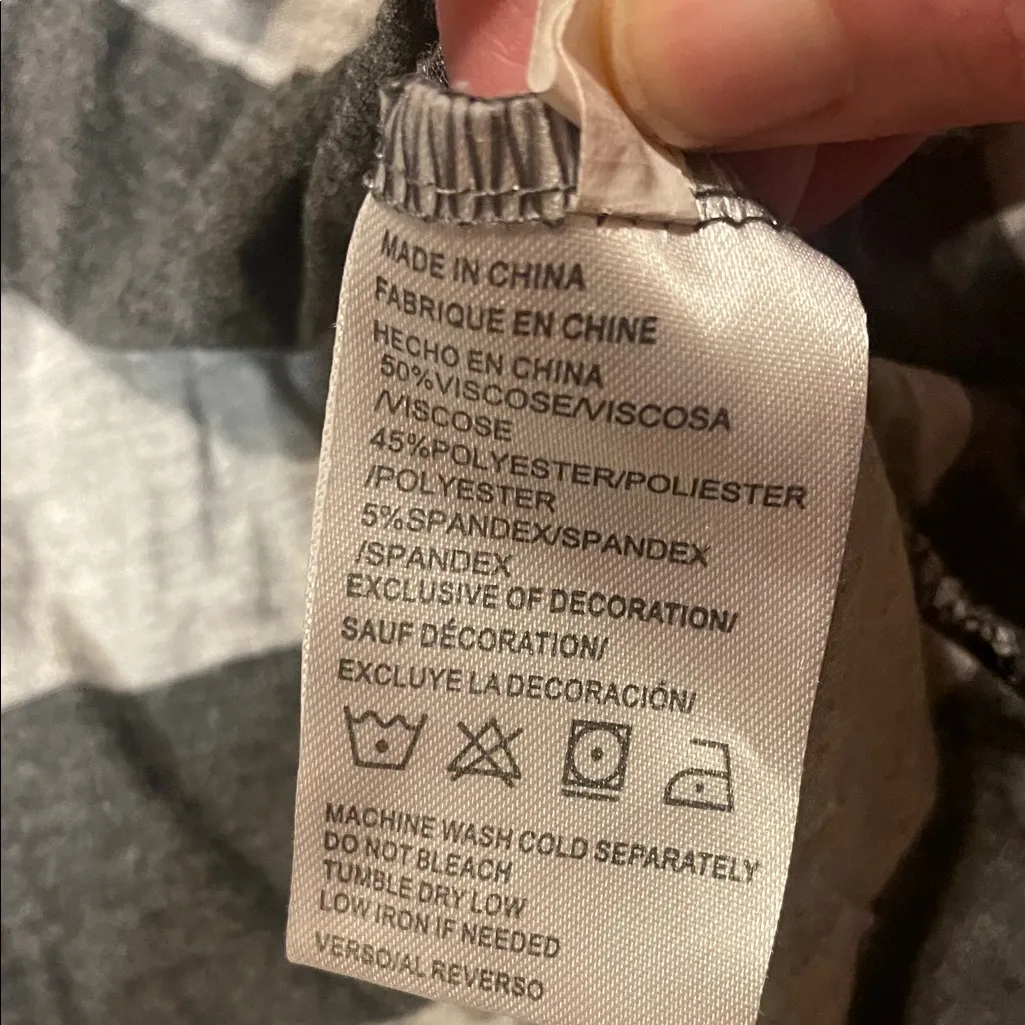 MADE IN CHINA
FABRIQUE EN CHINE
HECHO EN CHINA
50%VISCOSE/VISCOSA
/VISCOSE
45%POLYESTER/POLIESTER
/POLYESTER
5%SPANDEX/SPANDEX
/SPANDEX
EXCLUSIVE OF DECORATION/
SAUF DÉCORATION/
EXCLUYE LA DECORACIÓN/
MACHINE WASH COLD SEPARATELY
DO NOT BLEACH
TUMBLE DRY LOW
LOW IRON IF NEEDED
VERSO/AL REVERSO